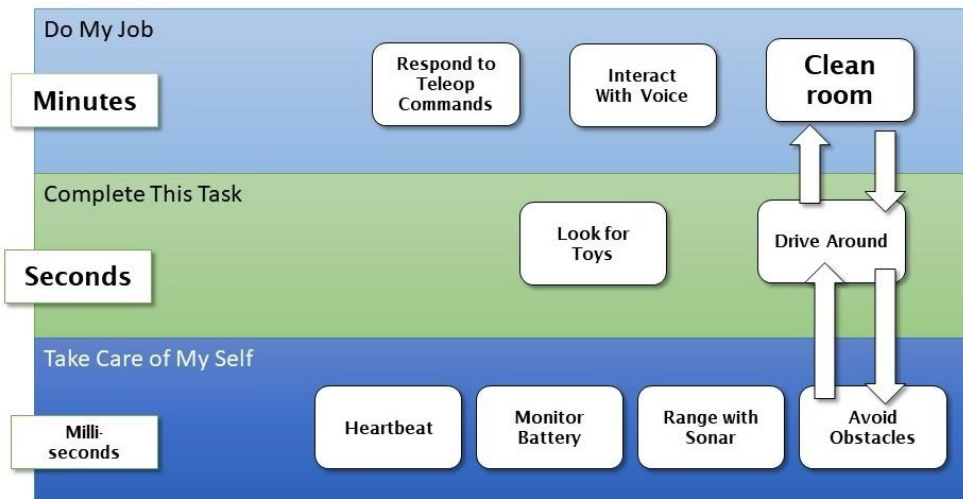 Do My Job
Minutes
Respond to
Teleop
Commands
Interact
With Voice
Clean
room
Complete This Task
Seconds
Look for
Toys
Drive Around
Take Care of My Self
Milli-
seconds
Heartbeat
Monitor
Battery
Range with
Sonar
Avoid
Obstacles